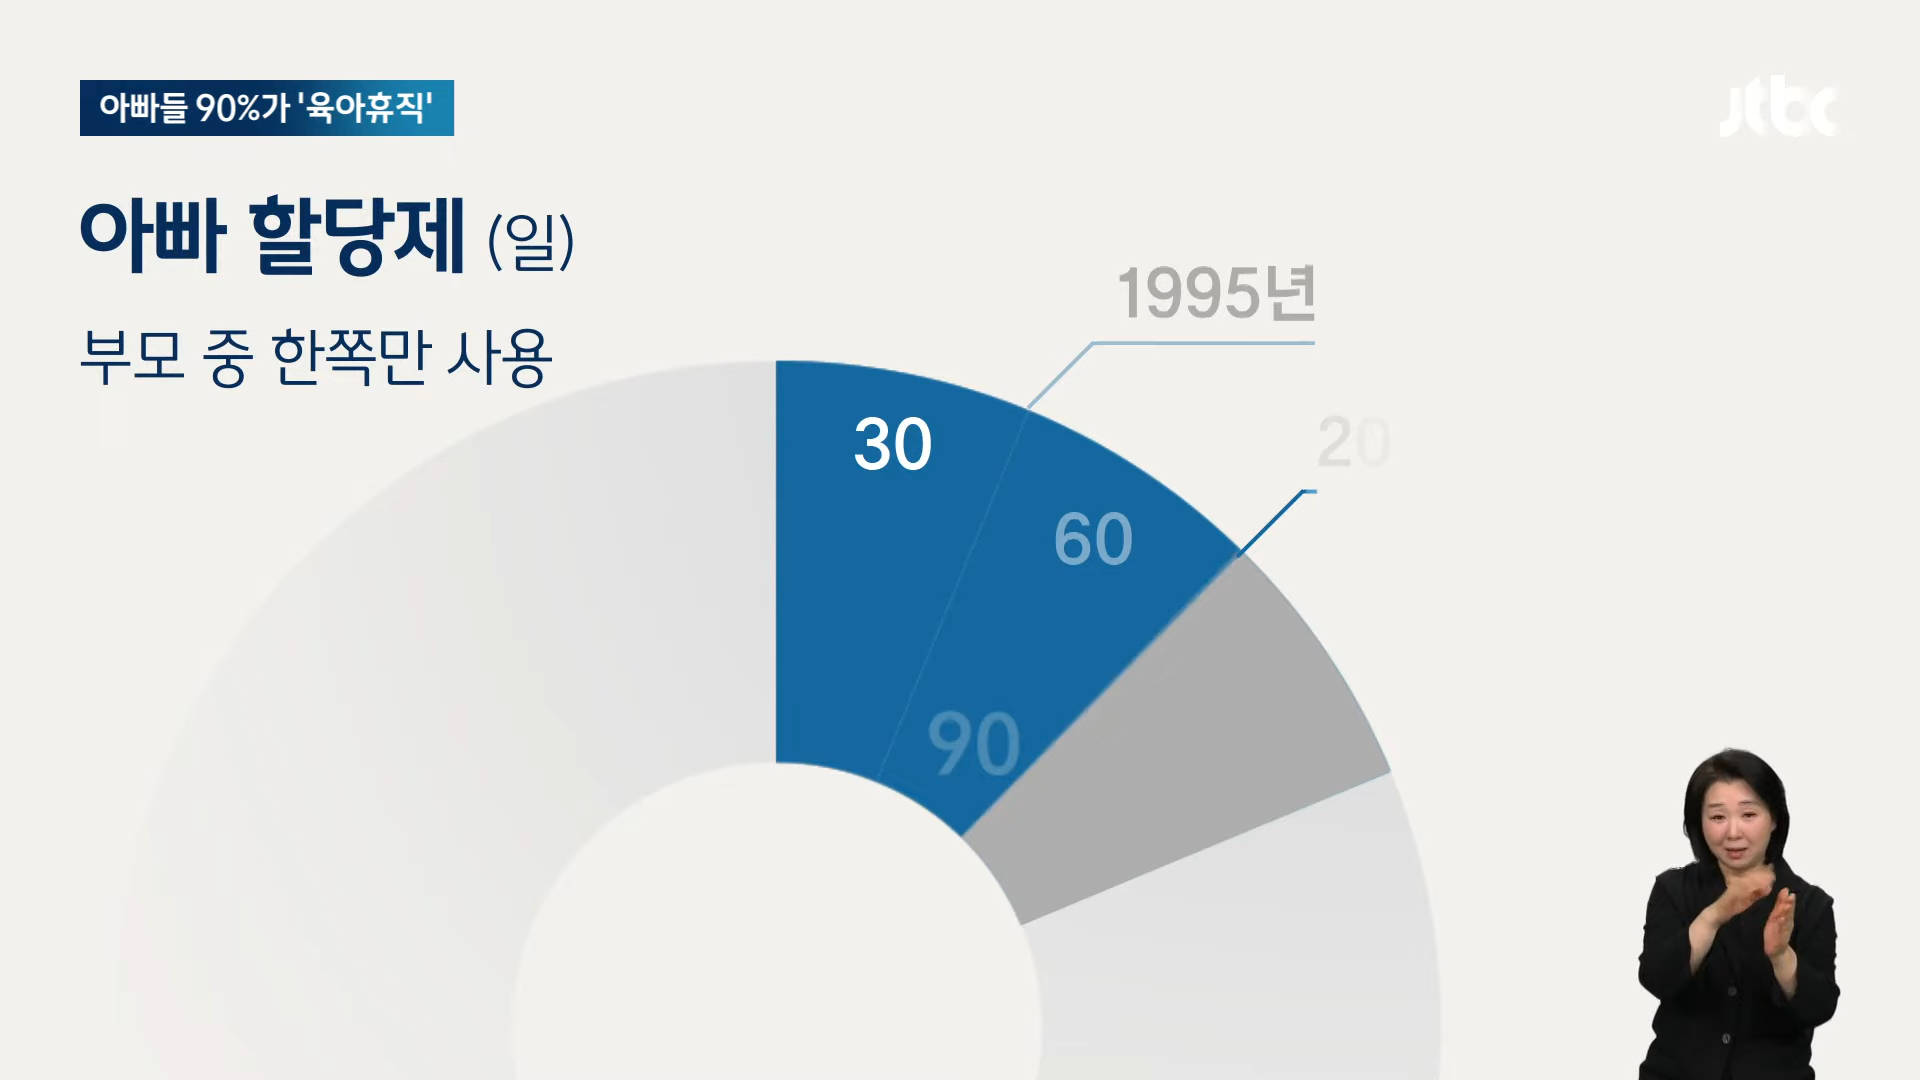 아빠들 90%가 '육아휴직'
jtbc
아빠 할당제 (일)
부모 중 한쪽만 사용
1995년
20
30
60
90